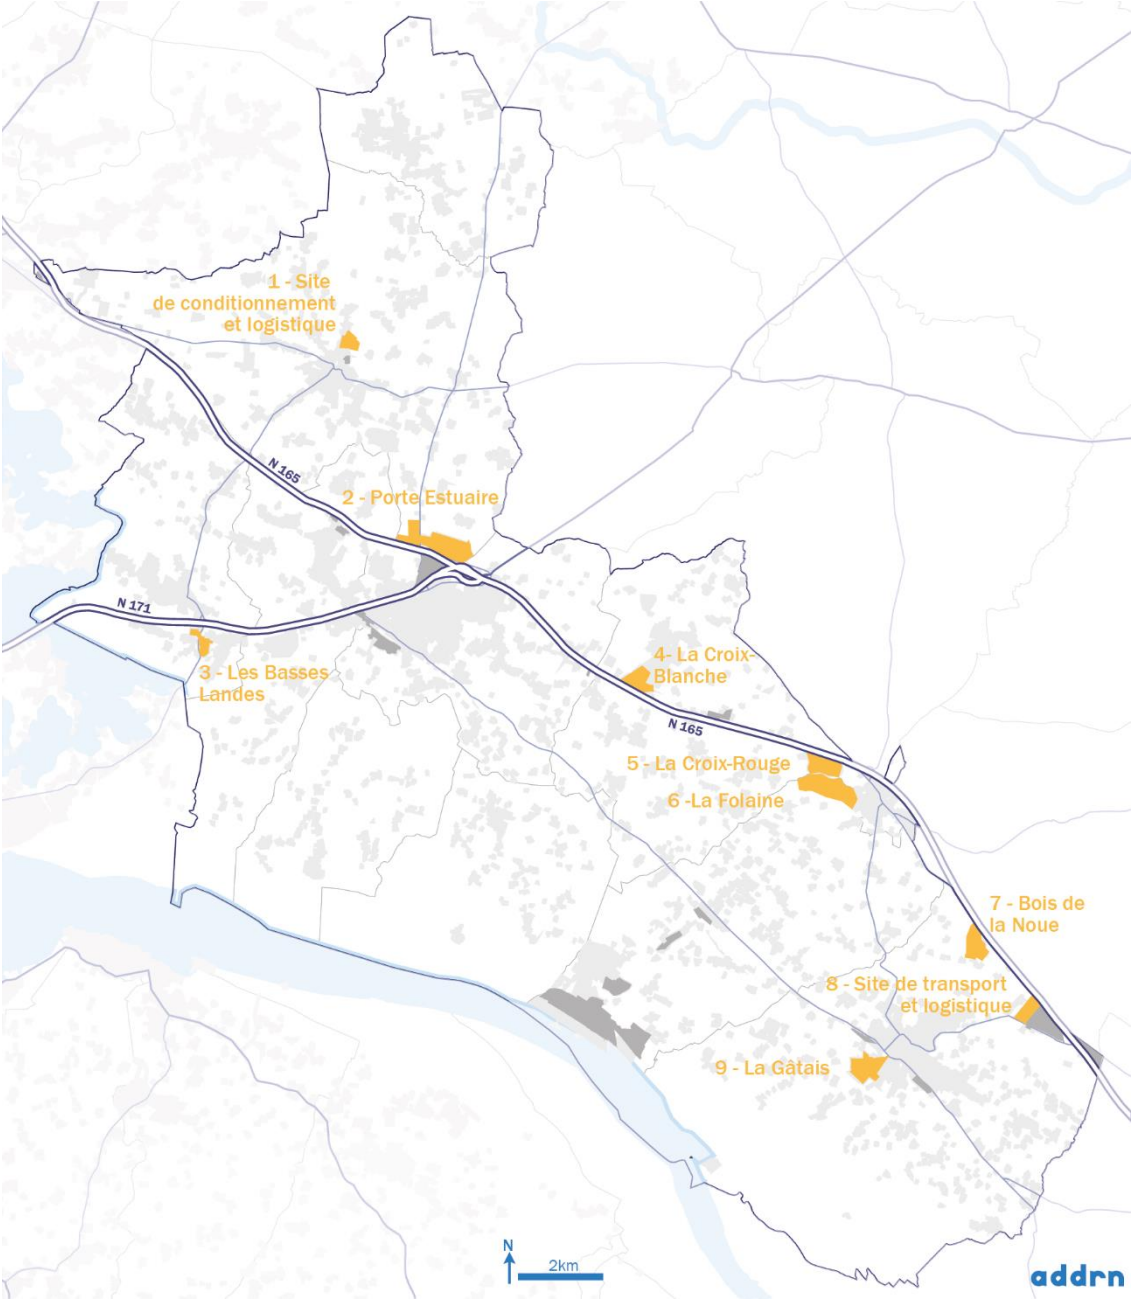 1 - Site
de conditionnement
et logistique
N 165
2 - Porte Estuaire
N 171
3 - Les Basses
Landes
4- La Croix-
Blanche
N 165
5 - La Croix-Rouge
6 -La Folaine
7 - Bois de
la Noue
8 - Site de transport
et logistique
9 - La Gâtais
N
2km
addrn